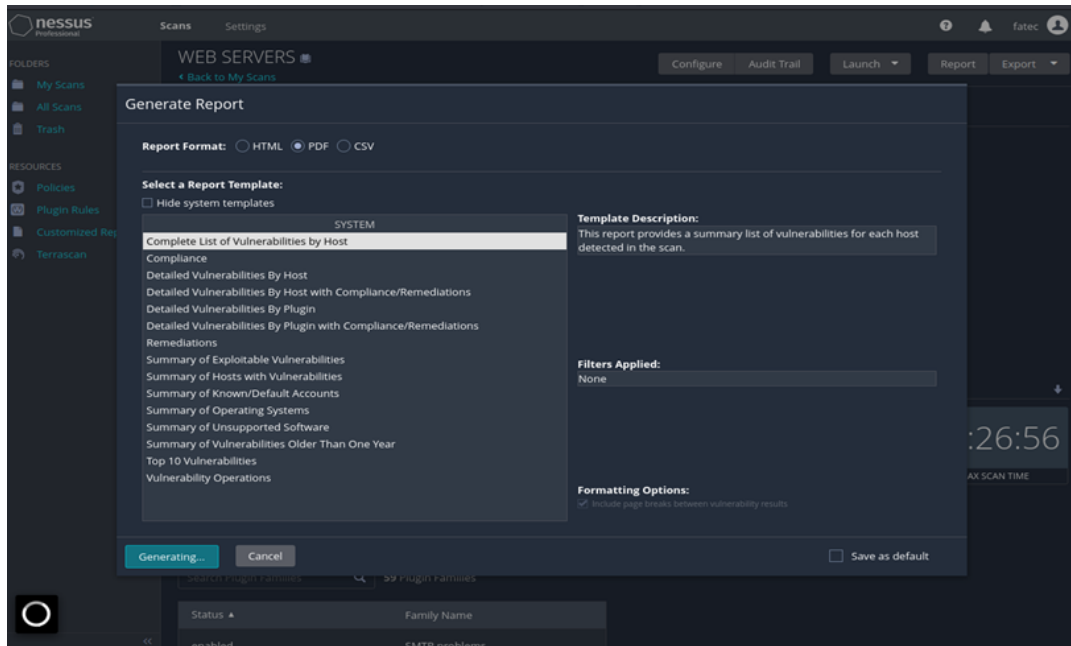 nessus
Professional
Scans Settings
fatec
FOLDERS
My Scans
All Scans
Trash
RESOURCES
Policies
Plugin Rules
Customized Rep
Terrascan
WEB SERVERS
Back to My Scans
Configure Audit Trail Launch Report Export
Generate Report
Report Format: HTML PDF CSV
Select a Report Template:
Hide system templates
SYSTEM
Complete List of Vulnerabilities by Host
Compliance
Detailed Vulnerabilities By Host
Detailed Vulnerabilities By Host with Compliance/Remediations
Detailed Vulnerabilities By Plugin
Detailed Vulnerabilities By Plugin with Compliance/Remediations
Remediations
Summary of Exploitable Vulnerabilities
Summary of Hosts with Vulnerabilities
Summary of Known/Default Accounts
Summary of Operating Systems
Summary of Unsupported Software
Summary of Vulnerabilities Older Than One Year
Top 10 Vulnerabilities
Vulnerability Operations
Template Description:
This report provides a summary list of vulnerabilities for each host
detected in the scan.
Filters Applied:
None
Formatting Options:
Include page breaks between vulnerability results
:26:56
AX SCAN TIME
Generating...
Cancel
Save as default
Search Plugin Families
59 Plugin Families
Status Family Name
enabled SMTP problems